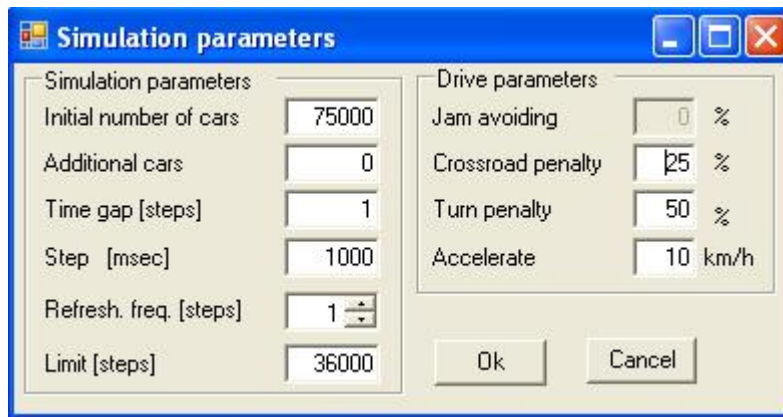 Simulation parameters
Simulation parameters
Initial number of cars 75000
Additional cars 0
Time gap [steps] 1
Step [msec] 1000
Refresh. freq. [steps] 1
Limit [steps] 36000
Drive parameters
Jam avoiding 0 %
Crossroad penalty 25 %
Turn penalty 50 %
Accelerate 10 km/h
Ok Cancel